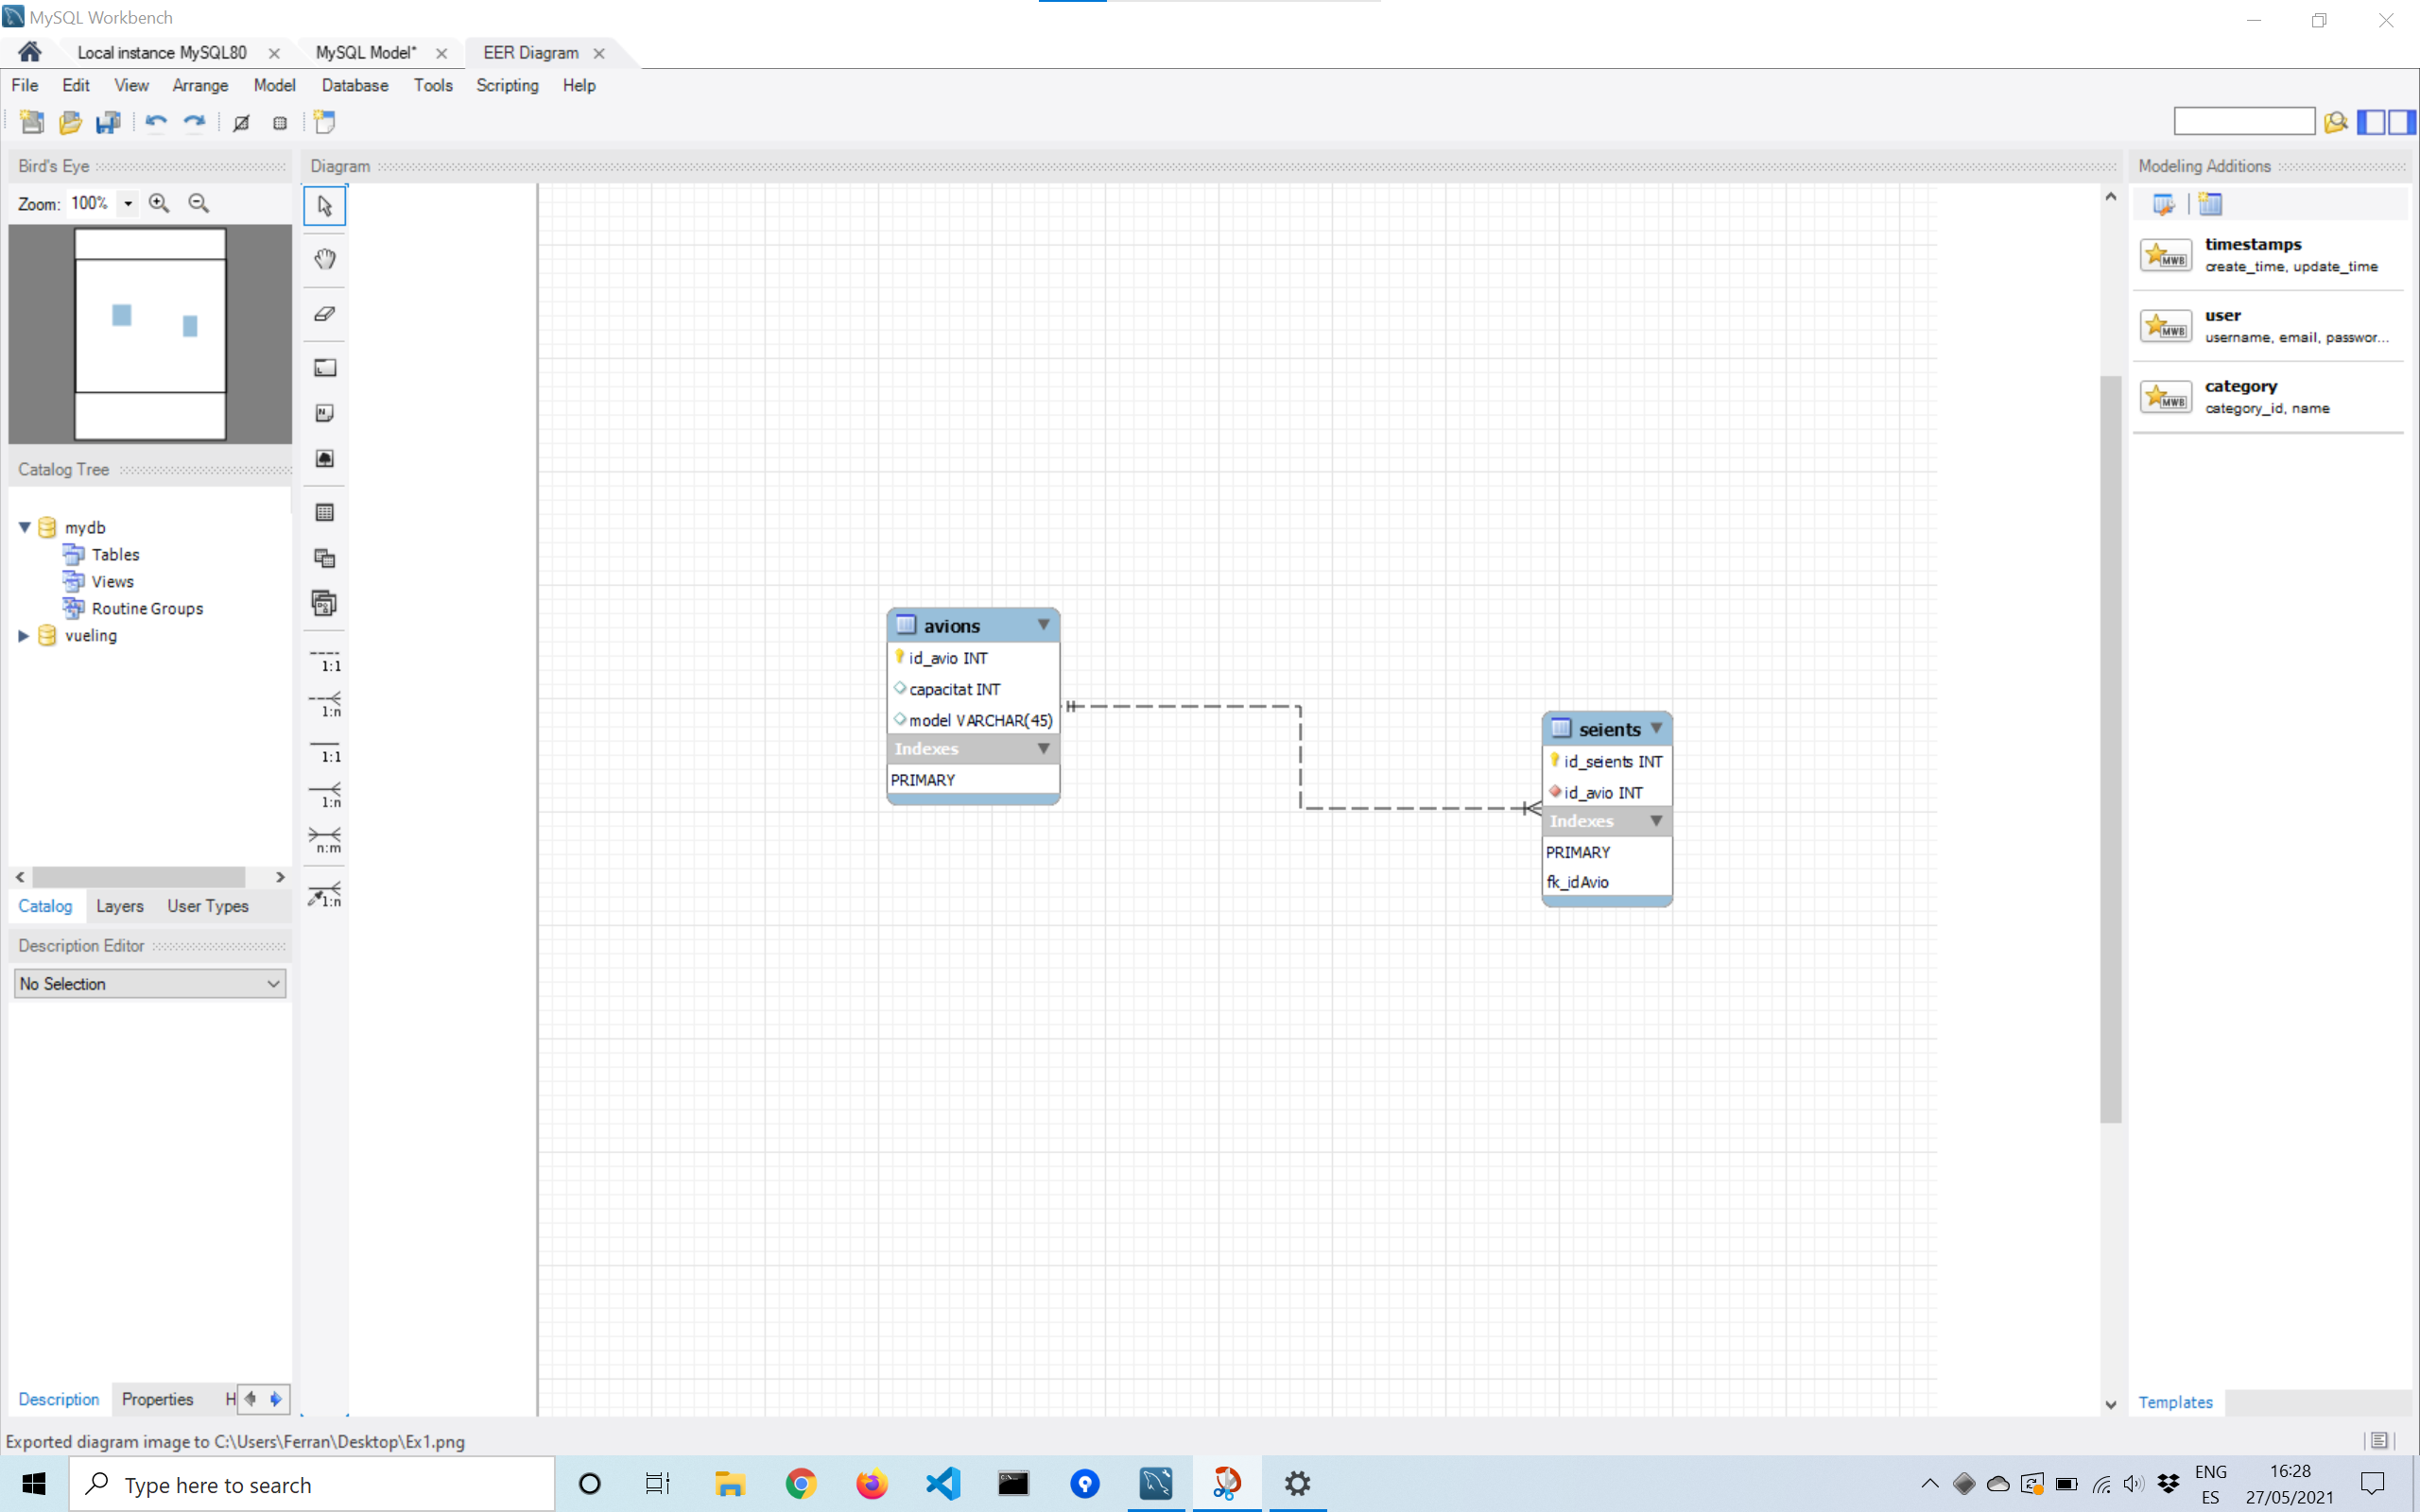 MySQL Workbench
Local instance MySQL80
MySQL Model*
EER Diagram
File Edit View Arrange Model Database Tools Scripting Help
Bird's Eye
Zoom: 100%
Diagram
Modeling Additions
timestamps
create_time, update_time
user
username, email, passwor...
category
category_id, name
Catalog Tree
mydb
Tables
Views
Routine Groups
vueling
1:1
1:n
1:1
1:n
n:m
1:n
avions
id_avio INT
capacitat INT
model VARCHAR(45)
Indexes
PRIMARY
seients
id_seients INT
id_avio INT
Indexes
PRIMARY
fk_idAvio
Catalog Layers User Types
Description Editor
No Selection
Description Properties H
Templates
Exported diagram image to C:\Users\Ferran\Desktop\Ex1.png
Type here to search
ENG
ES
16:28
27/05/2021